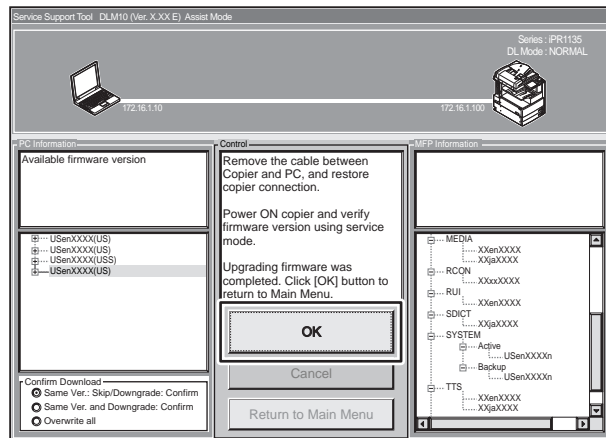 Service Support Tool DLM10 (Ver. X.XX E) Assist Mode
Series : iPR1135
DL Mode : NORMAL
172.16.1.10
172.16.1.100
PC Information
Available firmware version
USenXXXX(US)
USenXXXX(US)
USenXXXX(USS)
USenXXXX(US)
Confirm Download
Same Ver.: Skip/Downgrade: Confirm
Same Ver. and Downgrade: Confirm
Overwrite all
Control
Remove the cable between
Copier and PC, and restore
copier connection.
Power ON copier and verify
firmware version using service
mode.
Upgrading firmware was
completed. Click [OK] button to
return to Main Menu.
OK
Cancel
Return to Main Menu
MFP Information
MEDIA
XXenXXXX
XXjaXXXX
RCON
XXxxXXXX
RUI
XXenXXXX
SDICT
XXjaXXXX
SYSTEM
Active
USenXXXXn
Backup
USenXXXXn
TTS
XXenXXXX
XXjaXXXX